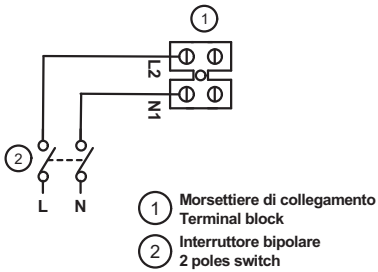 1
L2
N1
2
L N
1 Morsettiere di collegamento
Terminal block
2 Interruttore bipolare
2 poles switch